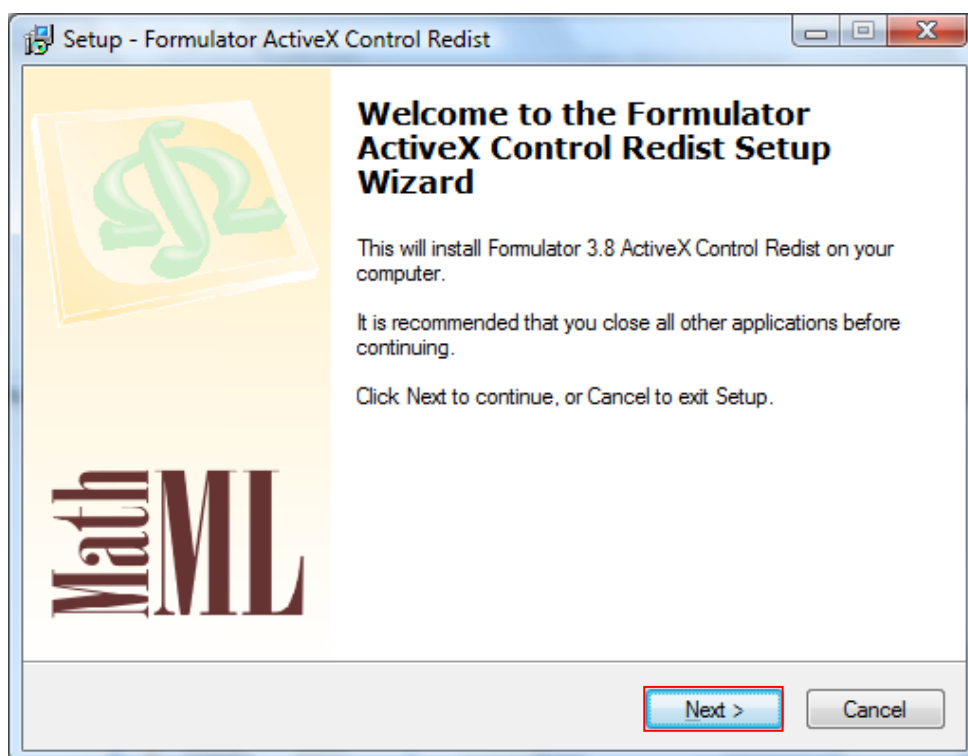 Setup - Formulator ActiveX Control Redist
Welcome to the Formulator
ActiveX Control Redist Setup
Wizard
This will install Formulator 3.8 ActiveX Control Redist on your
computer.
It is recommended that you close all other applications before
continuing.
Click Next to continue, or Cancel to exit Setup.
Math
ML
Next >
Cancel